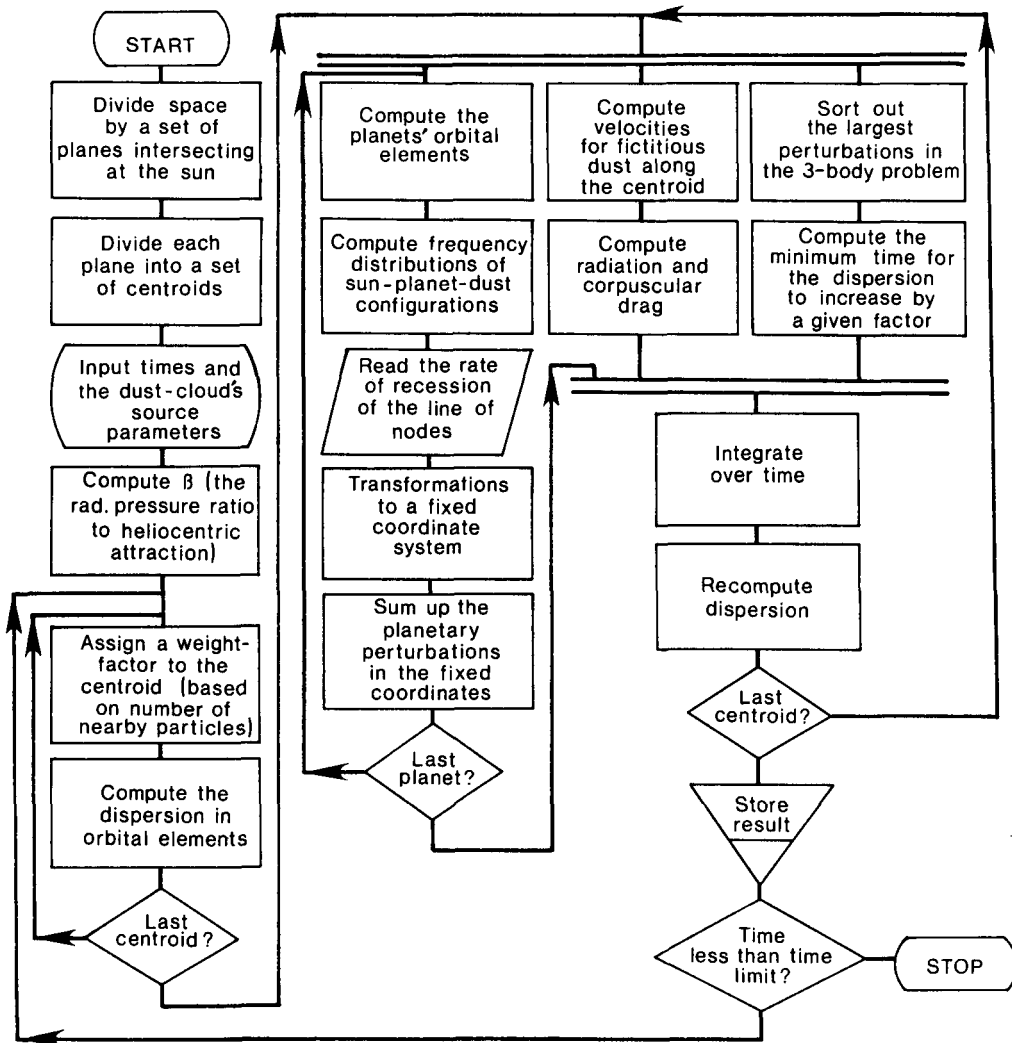 START
Divide space
by a set of
planes intersecting
at the sun
Divide each
plane into a set
of centroids
Input times and
the dust-cloud's
source
parameters
Compute β (the
rad. pressure ratio
to heliocentric
attraction)
Assign a weight-
factor to the
centroid (based
on number of
nearby particles)
Compute the
dispersion in
orbital elements
Last
centroid?
Compute the
planets' orbital
elements
Compute frequency
distributions of
sun-planet-dust
configurations
Read the rate
of recession
of the line of
nodes
Transformations
to a fixed
coordinate
system
Sum up the
planetary
perturbations
in the fixed
coordinates
Last
planet?
Compute
velocities
for fictitious
dust along
the centroid
Compute
radiation and
corpuscular
drag
Sort out
the largest
perturbations in
the 3-body problem
Compute the
minimum time for
the dispersion
to increase by
a given factor
Integrate
over time
Recompute
dispersion
Last
centroid?
Store
result
Time
less than time
limit?
STOP